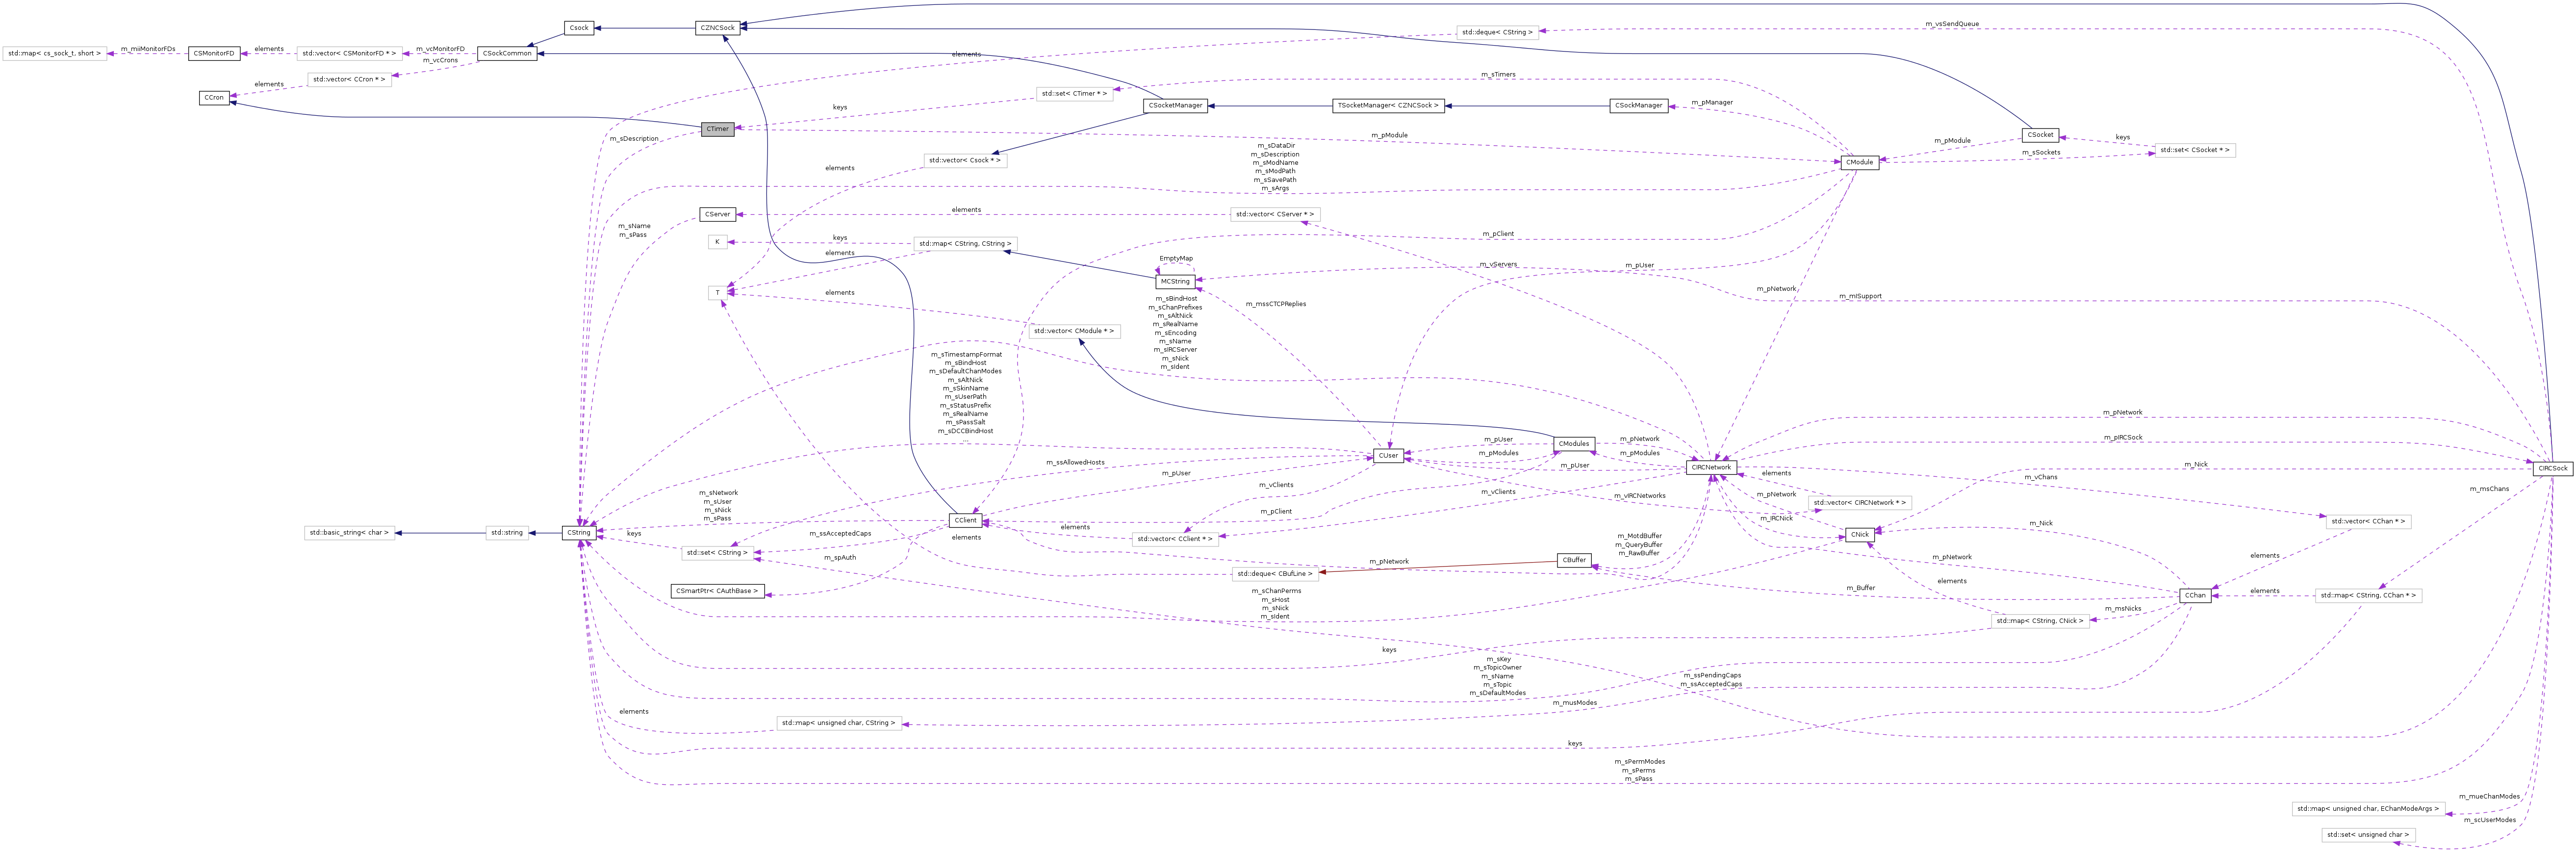 m_vsSendQueue
Csock
CZNCSock
std::deque< CString >
std::map< cs_sock_t, short >
m_miiMonitorFDs
CSMonitorFD
elements
std::vector< CSMonitorFD * >
m_vcMonitorFD
CSockCommon
elements
m_vcCrons
std::vector< CCron * >
elements
CCron
m_sTimers
std::set< CTimer * >
keys
CSocketManager
TSocketManager< CZNCSock >
CSockManager
m_pManager
CTimer
m_sDescription
m_pModule
CSocket
keys
std::set< CSocket * >
m_pModule
m_sSockets
CModule
std::vector< Csock * >
elements
m_sDataDir
m_sDescription
m_sModName
m_sModPath
m_sSavePath
m_sArgs
CServer
elements
std::vector< CServer * >
m_sName
m_sPass
K
keys
std::map< CString, CString >
elements
m_pClient
EmptyMap
MCString
m_vServers
m_pUser
m_pNetwork
m_mISupport
T
elements
std::vector< CModule * >
m_mssCTCPReplies
m_sBindHost
m_sChanPrefixes
m_sAltNick
m_sRealName
m_sEncoding
m_sName
m_sIRCServer
m_sNick
m_sIdent
m_sTimestampFormat
m_sBindHost
m_sDefaultChanModes
m_sAltNick
m_sSkinName
m_sUserPath
m_sStatusPrefix
m_sRealName
m_sPassSalt
m_sDCCBindHost
...
m_pNetwork
CModules
m_pUser
m_pNetwork
m_pIRCSock
CUser
m_pModules
m_pModules
m_pUser
CIRCNetwork
CIRCSock
m_ssAllowedHosts
m_pUser
m_vClients
m_vClients
m_vIRCNetworks
elements
std::vector< CIRCNetwork * >
m_vChans
m_Nick
m_msChans
m_sNetwork
m_sUser
m_sNick
m_sPass
m_pNetwork
m_pClient
m_IRCNick
CClient
elements
std::vector< CClient * >
std::vector< CChan * >
m_Nick
CNick
std::basic_string< char >
std::string
CString
keys
m_ssAcceptedCaps
std::set< CString >
elements
m_spAuth
m_MotdBuffer
m_QueryBuffer
m_RawBuffer
CBuffer
m_pNetwork
std::deque< CBufLine >
m_pNetwork
elements
CSmartPtr< CAuthBase >
m_Buffer
elements
CChan
elements
std::map< CString, CChan * >
m_sChanPerms
m_sHost
m_sNick
m_sIdent
m_msNicks
std::map< CString, CNick >
keys
m_sKey
m_sTopicOwner
m_sName
m_sTopic
m_sDefaultModes
m_ssPendingCaps
m_ssAcceptedCaps
m_musModes
elements
std::map< unsigned char, CString >
keys
m_sPermModes
m_sPerms
m_sPass
m_mueChanModes
std::map< unsigned char, EChanModeArgs >
m_scUserModes
std::set< unsigned char >